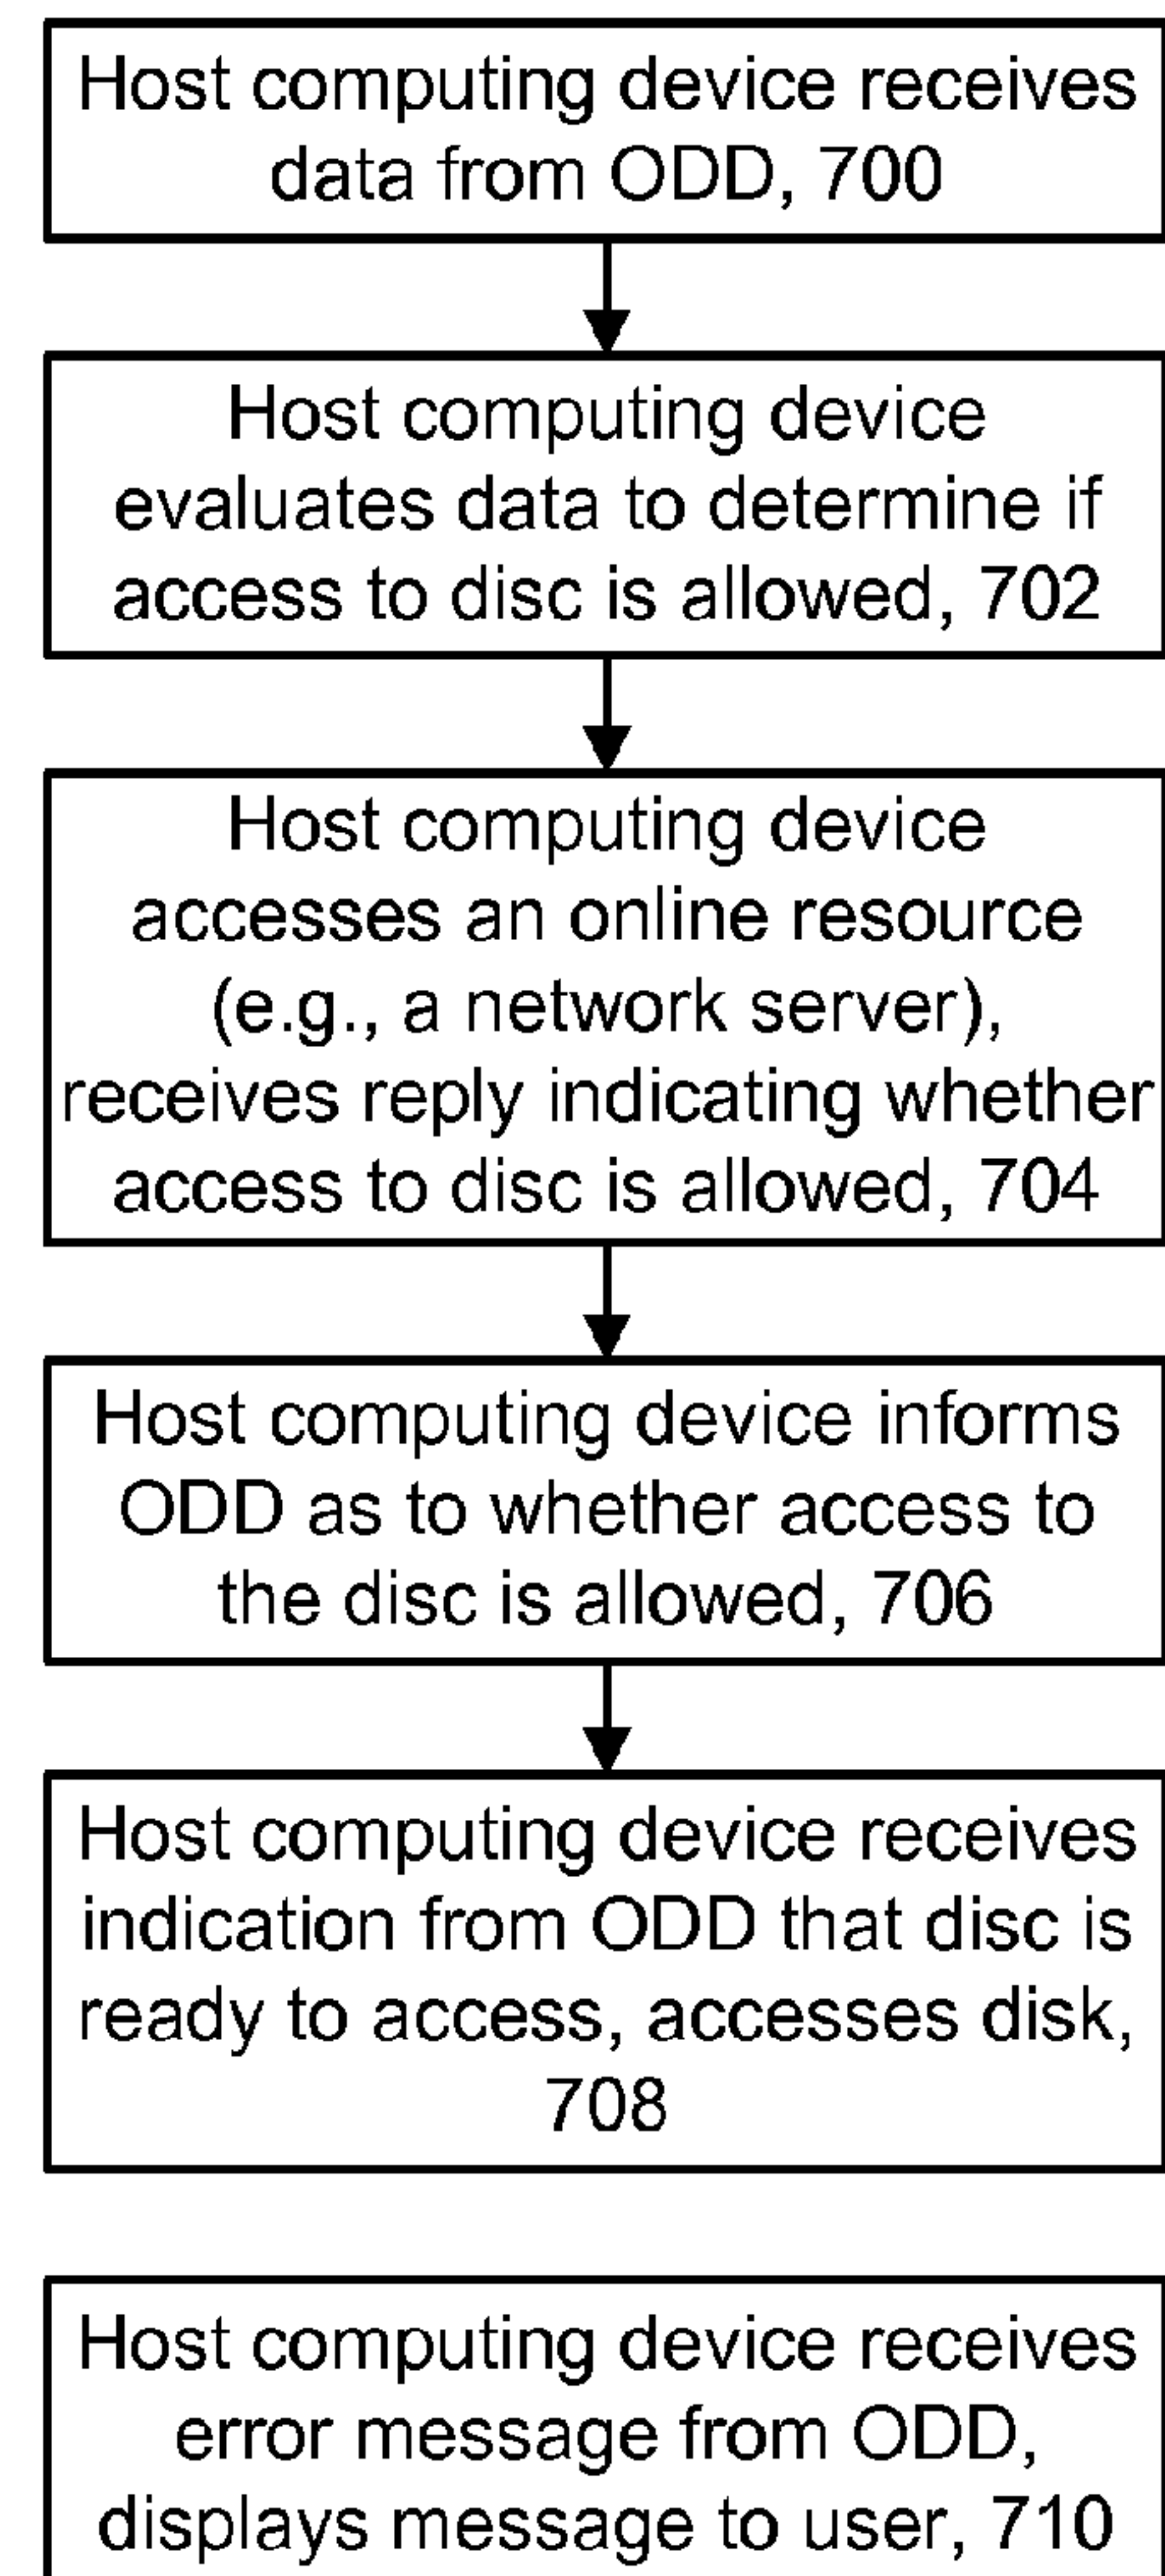 Host computing device receives
data from ODD, 700
Host computing device
evaluates data to determine if
access to disc is allowed, 702
Host computing device
accesses an online resource
(e.g., a network server),
receives reply indicating whether
access to disc is allowed, 704
Host computing device informs
ODD as to whether access to
the disc is allowed, 706
Host computing device receives
indication from ODD that disc is
ready to access, accesses disk,
708
Host computing device receives
error message from ODD,
displays message to user, 710